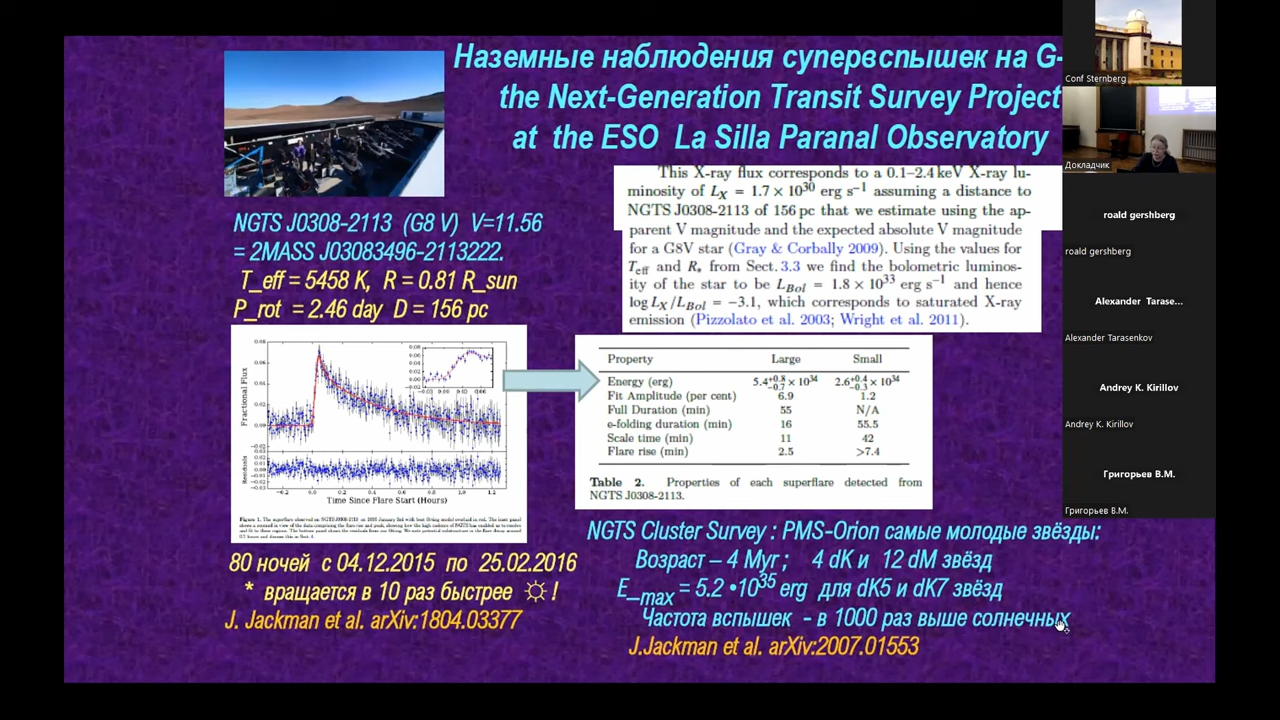 Наземные наблюдения супервспышек на G-
the Next-Generation Transit Survey Project
at the ESO La Silla Paranal Observatory
NGTS J0308-2113 (G8 V) V=11.56
= 2MASS J03083496-2113222.
T_eff = 5458 K, R = 0.81 R_sun
P_rot = 2.46 day D = 156 pc
This X-ray flux corresponds to a 0.1–2.4 keV X-ray lu-
minosity of L_X = 1.7 × 10^30 erg s^−1 assuming a distance to
NGTS J0308-2113 of 156 pc that we estimate using the ap-
parent V magnitude and the expected absolute V magnitude
for a G8V star (Gray & Corbally 2009). Using the values for
T_eff and R_* from Sect. 3.3 we find the bolometric luminos-
ity of the star to be L_Bol = 1.8 × 10^33 erg s^−1 and hence
log L_X/L_Bol = −3.1, which corresponds to saturated X-ray
emission (Pizzolato et al. 2003; Wright et al. 2011).
Fractional Flux
Residuals
Time Since Flare Start (Hours)
Property Large Small
Energy (erg) 5.4^+0.8_−0.7 × 10^34 2.6^+0.4_−0.3 × 10^34
Fit Amplitude (per cent) 6.9 1.2
Full Duration (min) 55 N/A
e-folding duration (min) 16 55.5
Scale time (min) 11 42
Flare rise (min) 2.5 >7.4
Table 2. Properties of each superflare detected from
NGTS J0308-2113.
80 ночей с 04.12.2015 по 25.02.2016
* вращается в 10 раз быстрее ☼ !
J. Jackman et al. arXiv:1804.03377
NGTS Cluster Survey : PMS-Orion самые молодые звёзды:
Возраст – 4 Myr ; 4 dK и 12 dM звёзд
E_max = 5.2 •10^35 erg для dK5 и dK7 звёзд
Частота вспышек - в 1000 раз выше солнечных
J.Jackman et al. arXiv:2007.01553
Conf Sternberg
Докладчик
roald gershberg
roald gershberg
Alexander Tarase...
Alexander Tarasenkov
Andrey K. Kirillov
Andrey K. Kirillov
Григорьев В.М.
Григорьев В.М.